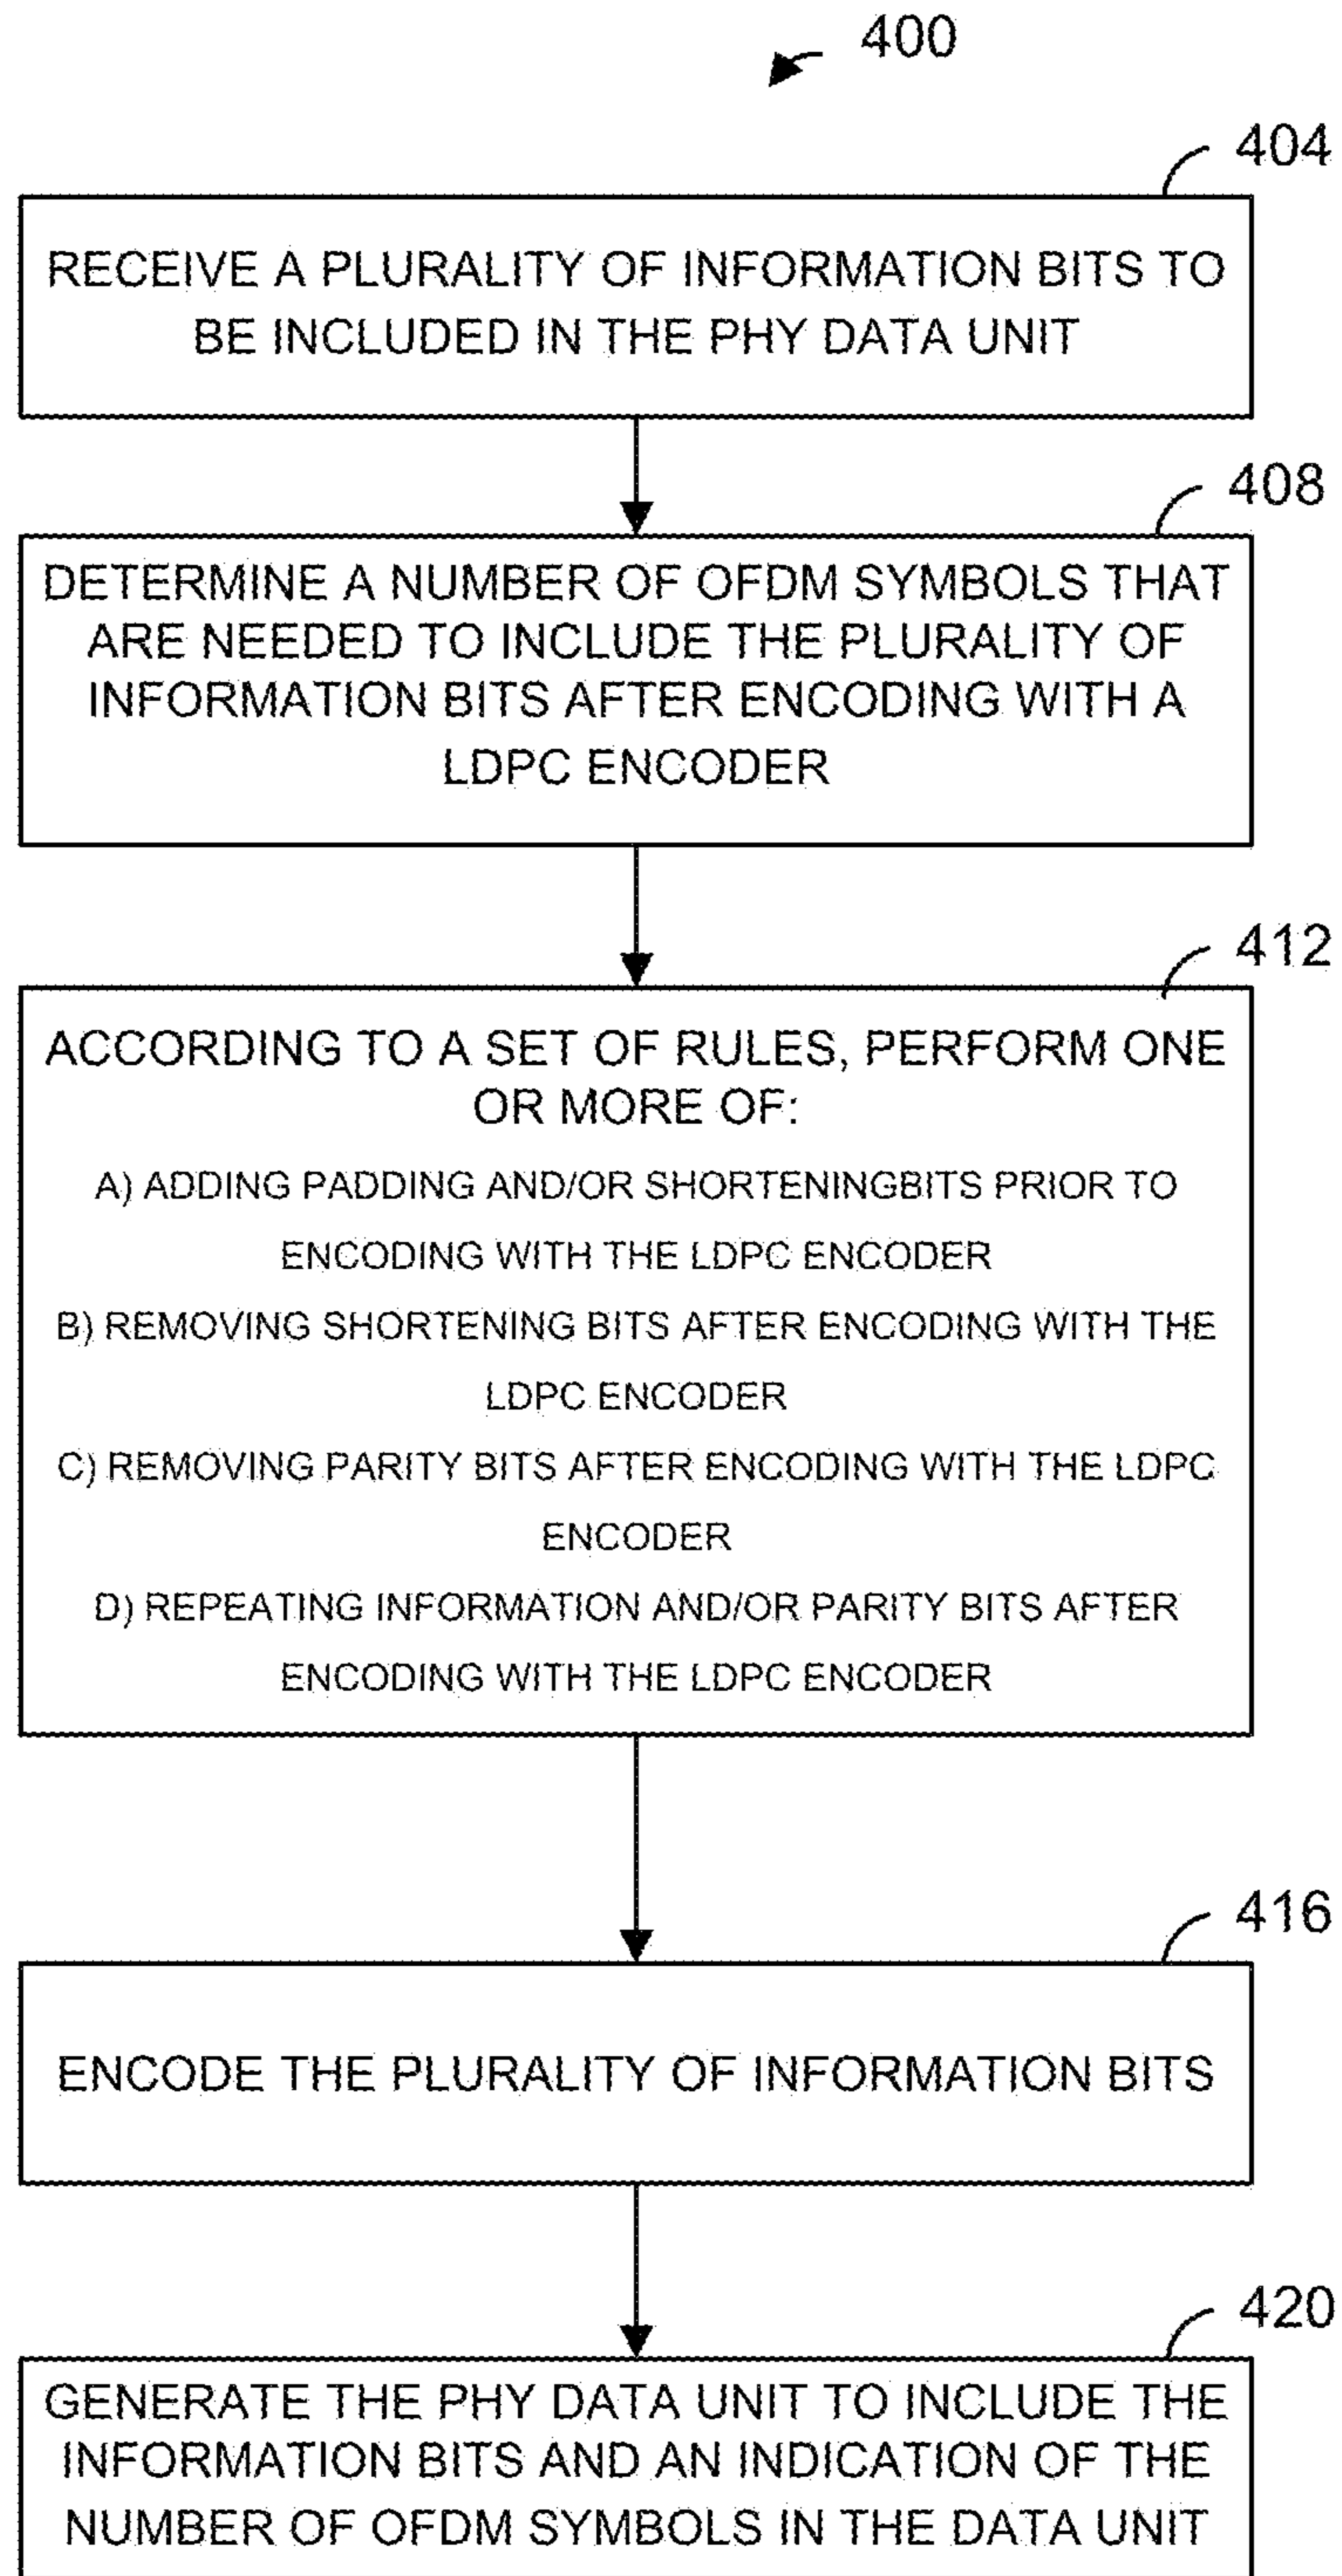 400
404
RECEIVE A PLURALITY OF INFORMATION BITS TO
BE INCLUDED IN THE PHY DATA UNIT
408
DETERMINE A NUMBER OF OFDM SYMBOLS THAT
ARE NEEDED TO INCLUDE THE PLURALITY OF
INFORMATION BITS AFTER ENCODING WITH A
LDPC ENCODER
412
ACCORDING TO A SET OF RULES, PERFORM ONE
OR MORE OF:
A) ADDING PADDING AND/OR SHORTENINGBITS PRIOR TO
ENCODING WITH THE LDPC ENCODER
B) REMOVING SHORTENING BITS AFTER ENCODING WITH THE
LDPC ENCODER
C) REMOVING PARITY BITS AFTER ENCODING WITH THE LDPC
ENCODER
D) REPEATING INFORMATION AND/OR PARITY BITS AFTER
ENCODING WITH THE LDPC ENCODER
416
ENCODE THE PLURALITY OF INFORMATION BITS
420
GENERATE THE PHY DATA UNIT TO INCLUDE THE
INFORMATION BITS AND AN INDICATION OF THE
NUMBER OF OFDM SYMBOLS IN THE DATA UNIT